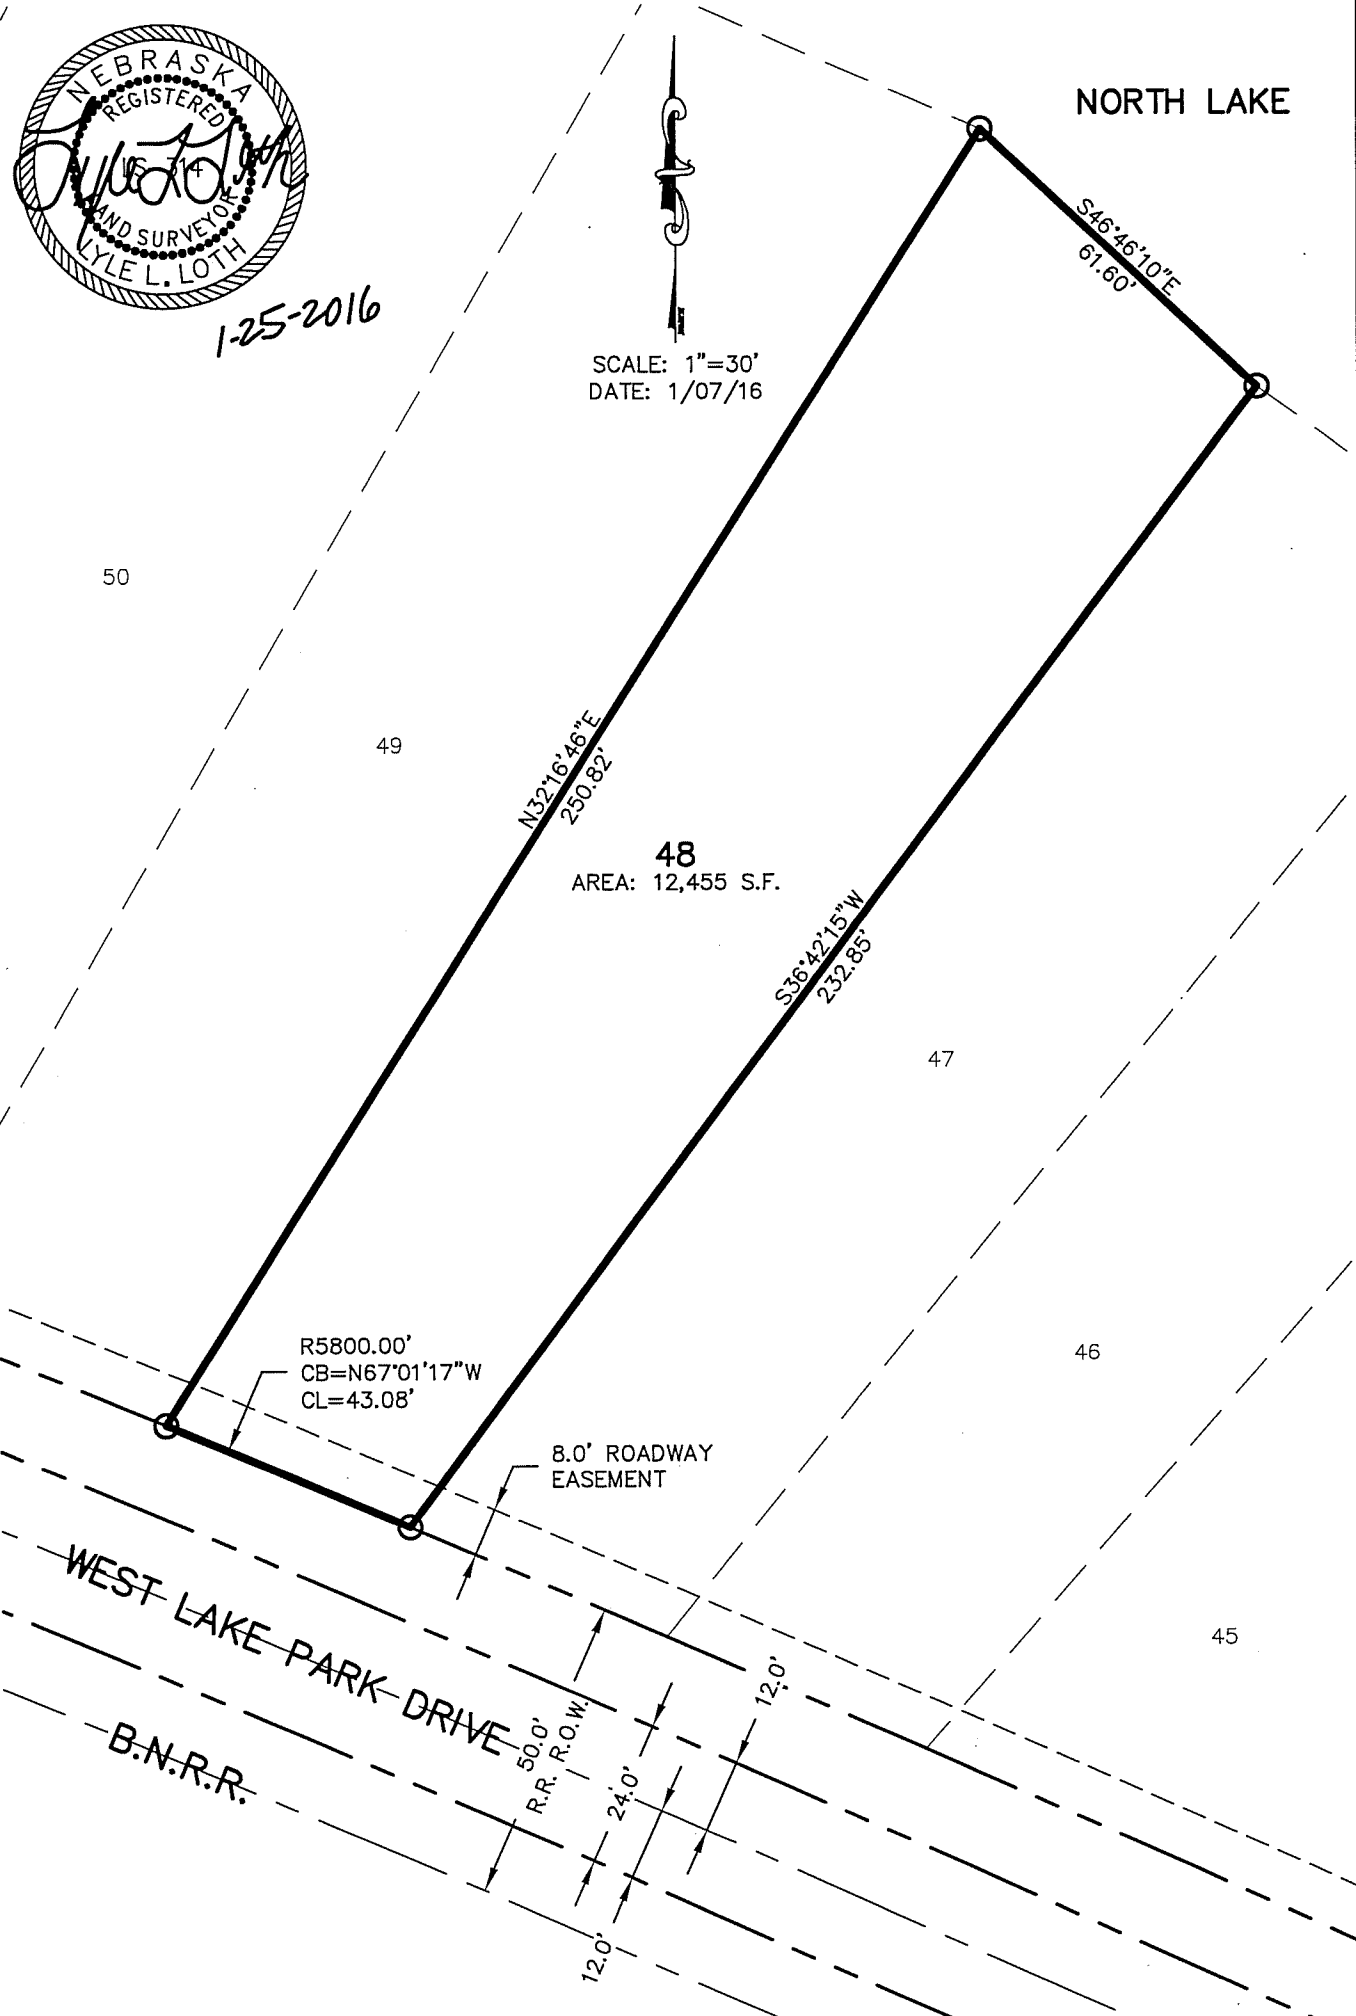 NEBRASKA
REGISTERED
LS-314
LAND SURVEYOR
LYLE L. LOTH
1-25-2016
NORTH LAKE
SCALE: 1"=30'
DATE: 1/07/16
S46°46'10"E
61.60'
50
49
N32°16'46"E
250.82'
48
AREA: 12,455 S.F.
S36°42'15"W
232.85'
47
R5800.00'
CB=N67°01'17"W
CL=43.08'
46
8.0' ROADWAY
EASEMENT
45
WEST LAKE PARK DRIVE
B.N.R.R.
50.0'
R.R. R.O.W.
24.0'
12.0'
12.0'